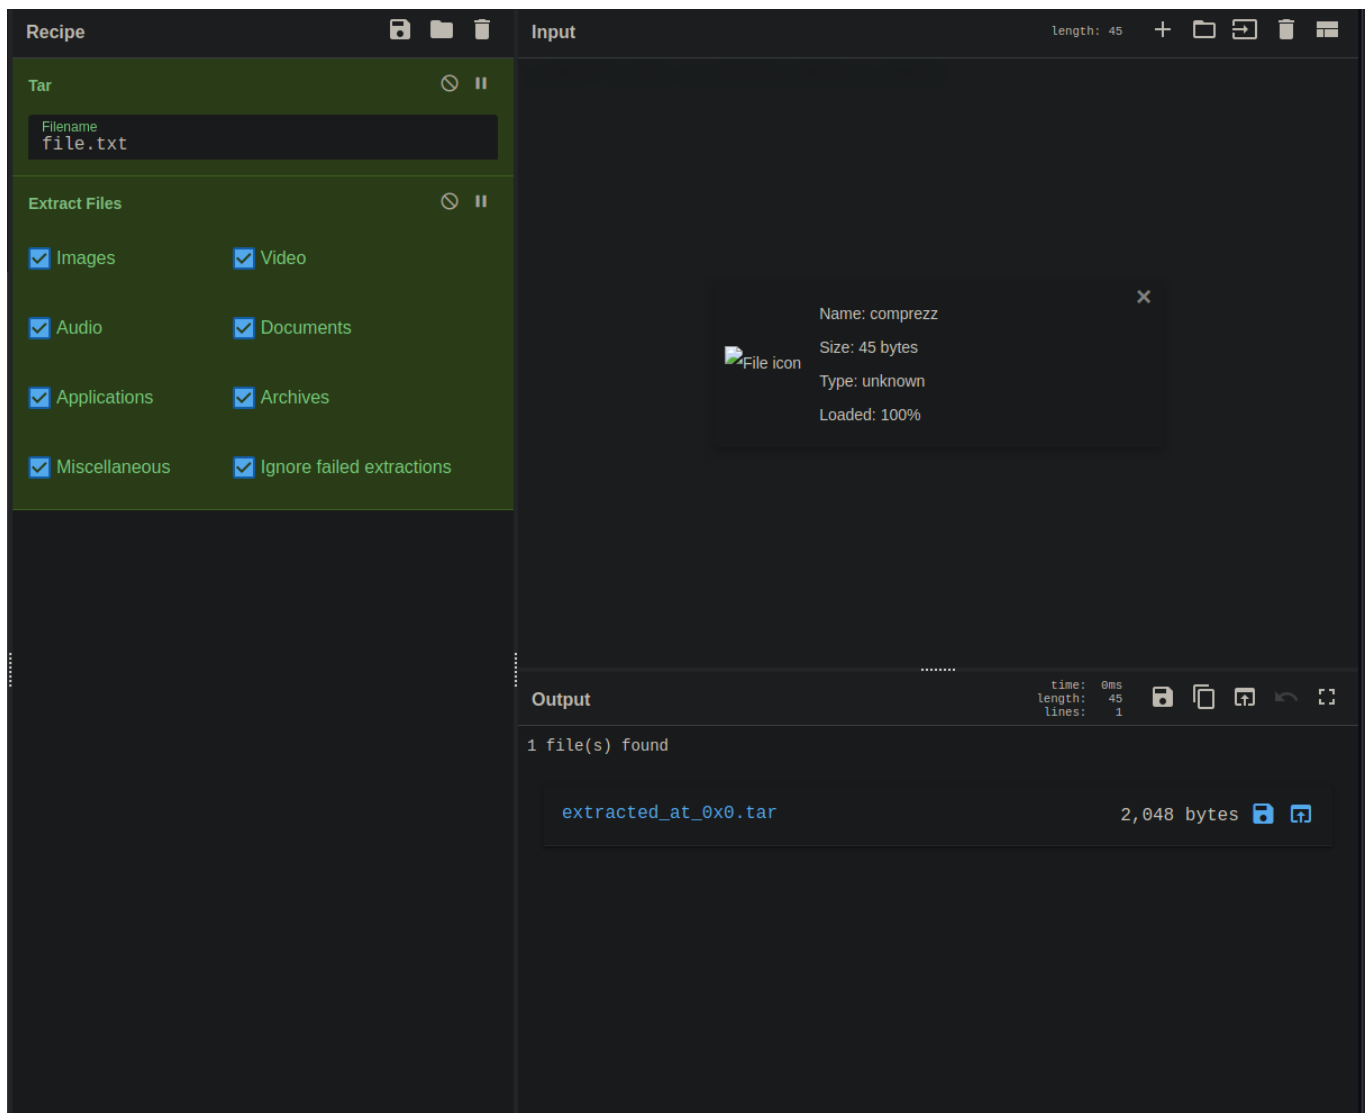 Recipe
Tar
Filename
file.txt
Extract Files
Images
Video
Audio
Documents
Applications
Archives
Miscellaneous
Ignore failed extractions
Input
length: 45
File icon
Name: comprezz
Size: 45 bytes
Type: unknown
Loaded: 100%
Output
time: 0ms
length: 45
lines: 1
1 file(s) found
extracted_at_0x0.tar 2,048 bytes